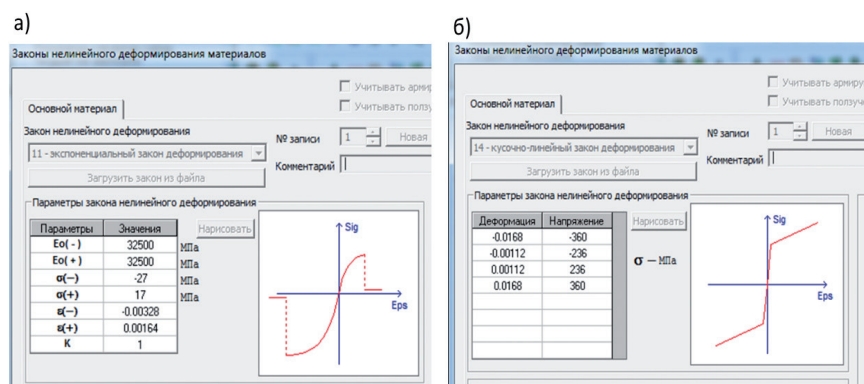 а)
Законы нелинейного деформирования материалов
Учитывать
Учитывать
Основной материал
Закон нелинейного деформирования
№ записи 1 Новая
11 - экспоненциальный закон деформирования
Комментарий
Загрузить закон из файла
Параметры закона нелинейного деформирования
Параметры Значения Нарисовать
Eo( - ) 32500 МПа
Eo( + ) 32500 МПа
σ(−) -27 МПа
σ(+) 17 МПа
ε(−) -0.00328
ε(+) 0.00164
K 1
Sig
Eps
б)
Законы нелинейного деформирования материалов
Учитывать
Учитывать
Основной материал
Закон нелинейного деформирования
№ записи 1 Новая
14 - кусочно-линейный закон деформирования
Комментарий
Загрузить закон из файла
Параметры закона нелинейного деформирования
Деформация Напряжение Нарисовать
-0.0168 -360
-0.00112 -236
0.00112 236
0.0168 360
σ − МПа
Sig
Eps